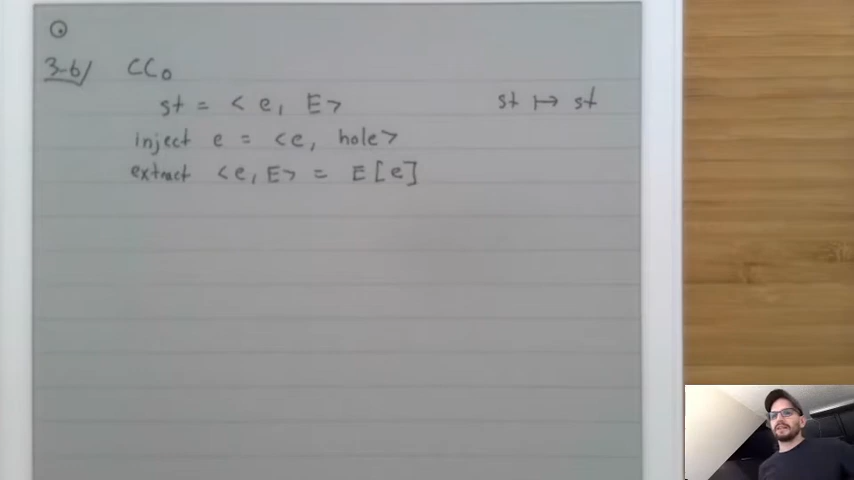 3-6/ CC₀
st = <e, E> st ↦ st
inject e = <e, hole>
extract <e, E> = E[e]